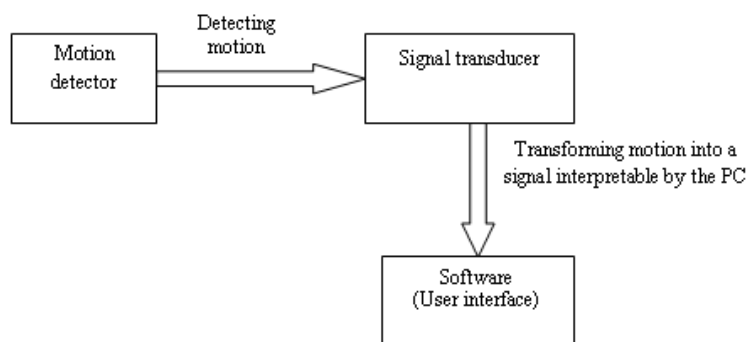 Detecting
motion
Motion
detector
Signal transducer
Transforming motion into a
signal interpretable by the PC
Software
(User interface)